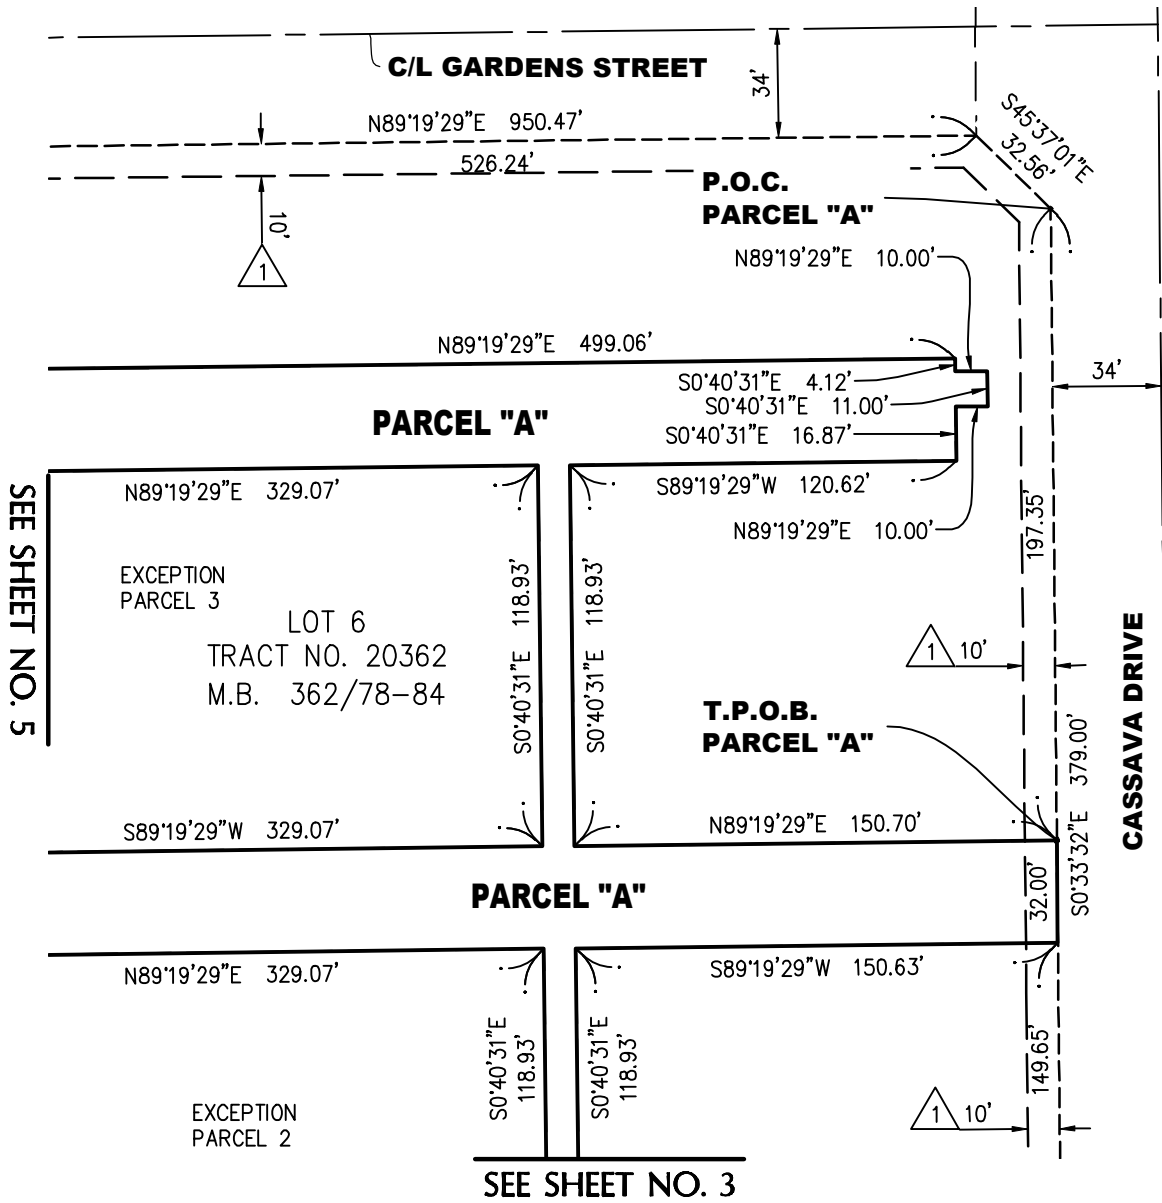 C/L GARDENS STREET
34'
N89°19'29"E 950.47'
526.24'
S45°37'01"E
32.56'
P.O.C.
PARCEL "A"
10'
1
N89°19'29"E 10.00'
N89°19'29"E 499.06'
S0°40'31"E 4.12'
S0°40'31"E 11.00'
S0°40'31"E 16.87'
34'
PARCEL "A"
N89°19'29"E 329.07'
S89°19'29"W 120.62'
N89°19'29"E 10.00'
197.35'
SEE SHEET NO. 5
EXCEPTION
PARCEL 3
LOT 6
TRACT NO. 20362
M.B. 362/78-84
S0°40'31"E 118.93'
S0°40'31"E 118.93'
1
10'
T.P.O.B.
PARCEL "A"
CASSAVA DRIVE
S0°33'32"E 379.00'
S89°19'29"W 329.07'
N89°19'29"E 150.70'
PARCEL "A"
32.00'
N89°19'29"E 329.07'
S89°19'29"W 150.63'
S0°40'31"E
118.93'
S0°40'31"E
118.93'
149.65'
1
10'
EXCEPTION
PARCEL 2
SEE SHEET NO. 3